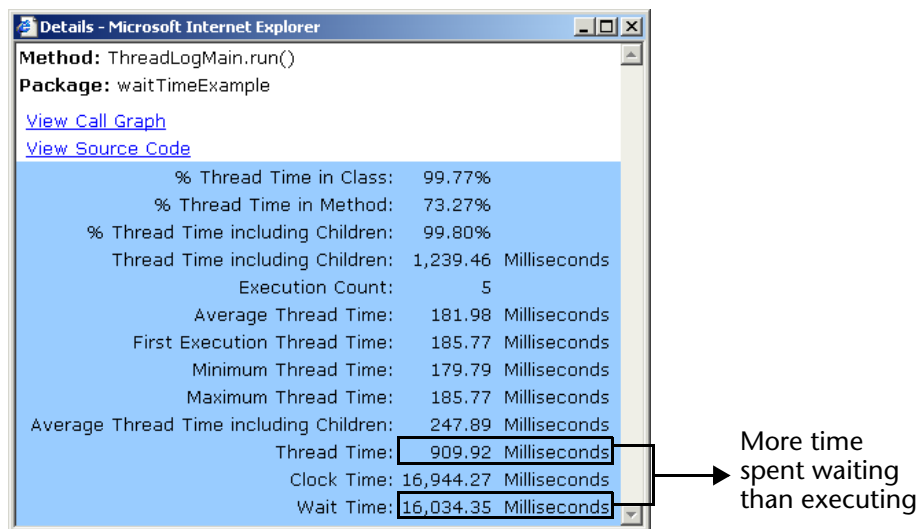 Details - Microsoft Internet Explorer
Method: ThreadLogMain.run()
Package: waitTimeExample
View Call Graph
View Source Code
% Thread Time in Class: 99.77%
% Thread Time in Method: 73.27%
% Thread Time including Children: 99.80%
Thread Time including Children: 1,239.46 Milliseconds
Execution Count: 5
Average Thread Time: 181.98 Milliseconds
First Execution Thread Time: 185.77 Milliseconds
Minimum Thread Time: 179.79 Milliseconds
Maximum Thread Time: 185.77 Milliseconds
Average Thread Time including Children: 247.89 Milliseconds
Thread Time: 909.92 Milliseconds
Clock Time: 16,944.27 Milliseconds
Wait Time: 16,034.35 Milliseconds
More time
spent waiting
than executing